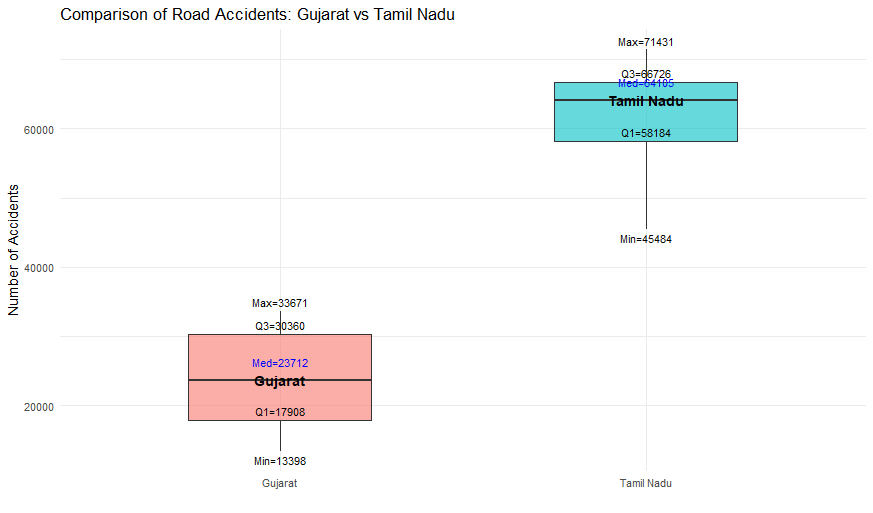 Comparison of Road Accidents: Gujarat vs Tamil Nadu
Number of Accidents
60000
40000
20000
Max=71431
Q3=66726
Med=64105
Tamil Nadu
Q1=58184
Min=45484
Max=33671
Q3=30360
Med=23712
Gujarat
Q1=17908
Min=13398
Gujarat
Tamil Nadu